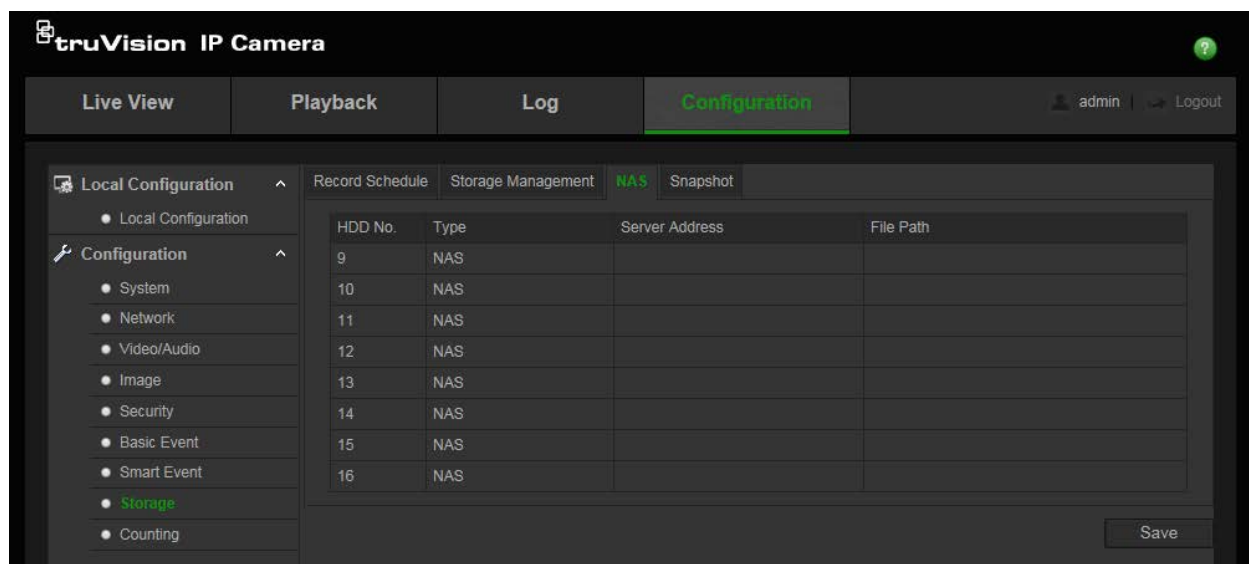 truVision IP Camera
?
Live View Playback Log Configuration admin | Logout
Local Configuration
Local Configuration
Configuration
System
Network
Video/Audio
Image
Security
Basic Event
Smart Event
Storage
Counting
Record Schedule Storage Management NAS Snapshot
HDD No. Type Server Address File Path
9 NAS
10 NAS
11 NAS
12 NAS
13 NAS
14 NAS
15 NAS
16 NAS
Save